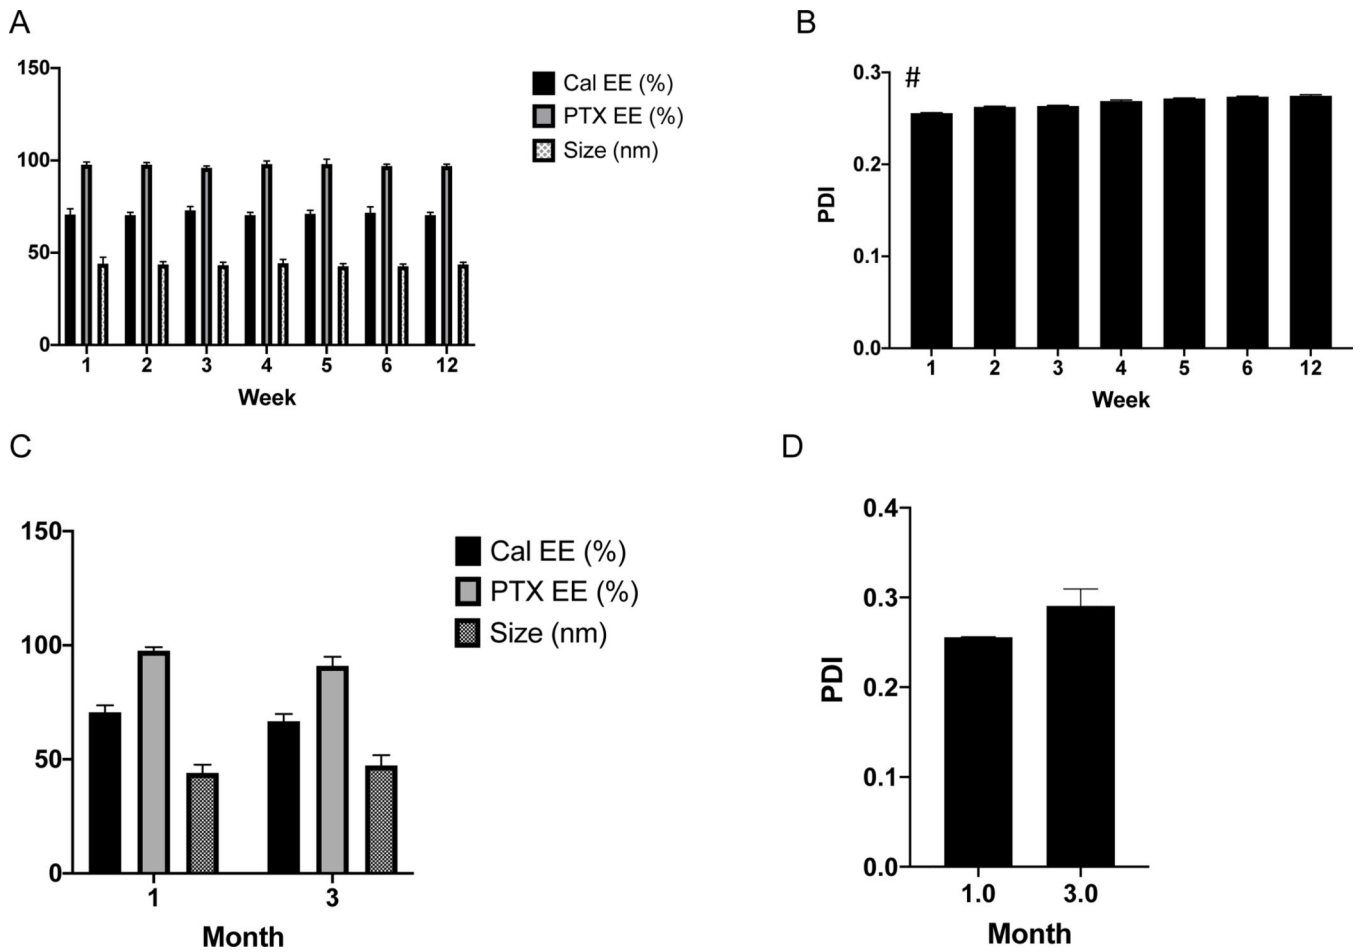 A
150
100
50
0
1 2 3 4 5 6 12
Week
Cal EE (%)
PTX EE (%)
Size (nm)
B
0.3
0.2
0.1
0.0
PDI
#
1 2 3 4 5 6 12
Week
C
150
100
50
0
1 3
Month
Cal EE (%)
PTX EE (%)
Size (nm)
D
0.4
0.3
0.2
0.1
0.0
PDI
1.0 3.0
Month